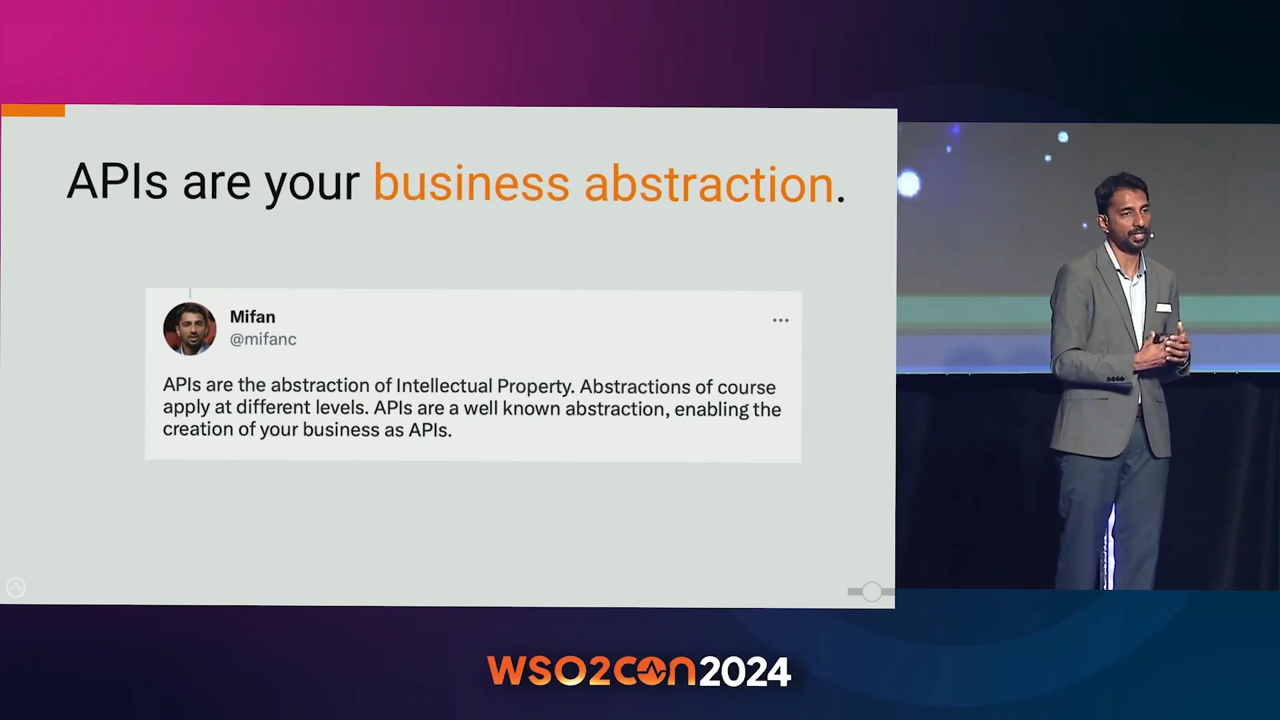 APIs are your business abstraction.
Mifan
@mifanc
APIs are the abstraction of Intellectual Property. Abstractions of course
apply at different levels. APIs are a well known abstraction, enabling the
creation of your business as APIs.
WSO2CON2024